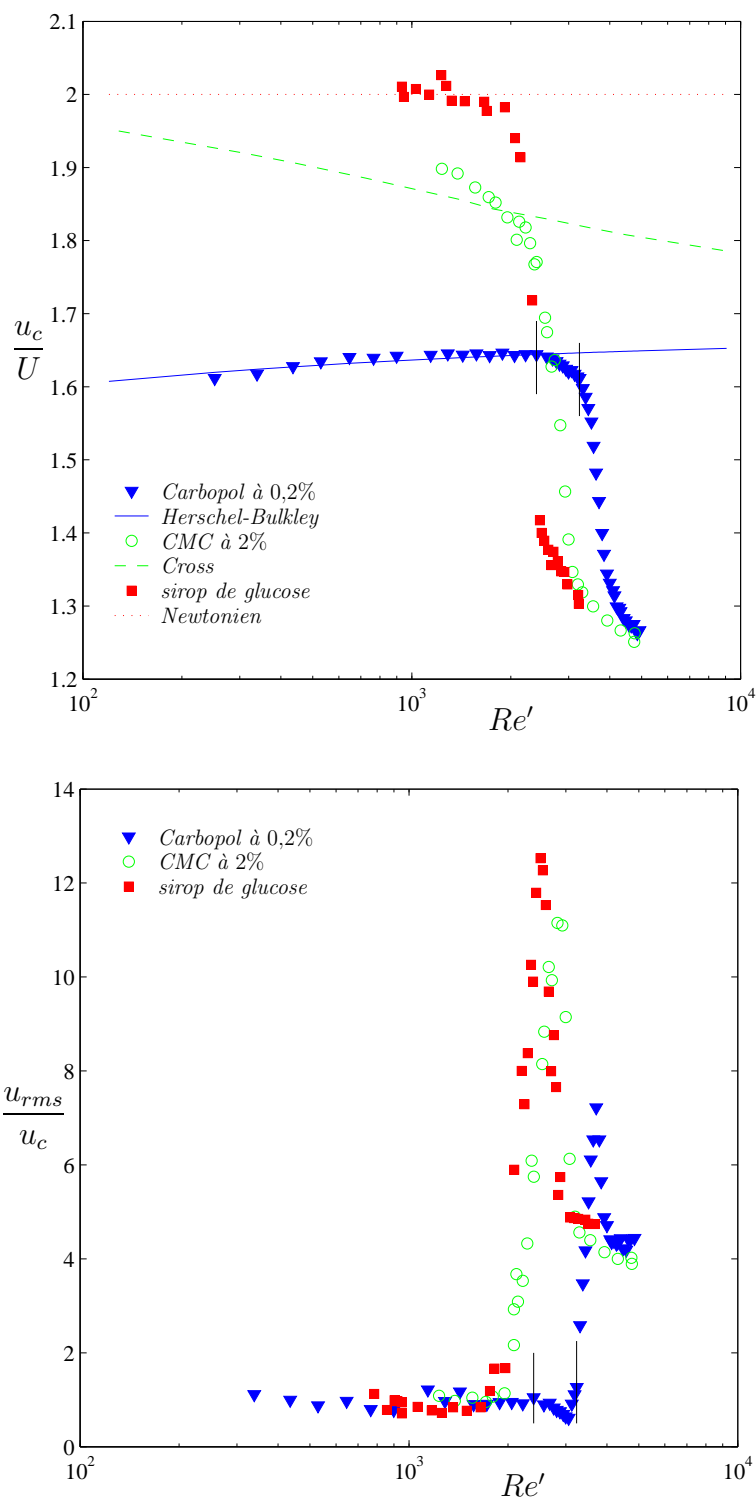 2.1
2
1.9
1.8
1.7
1.6
1.5
1.4
1.3
1.2
u_c
U
Carbopol à 0,2%
Herschel-Bulkley
CMC à 2%
Cross
sirop de glucose
Newtonien
10^2
10^3
10^4
Re′
14
12
10
8
6
4
2
0
u_{rms}
u_c
Carbopol à 0,2%
CMC à 2%
sirop de glucose
10^2
10^3
10^4
Re′